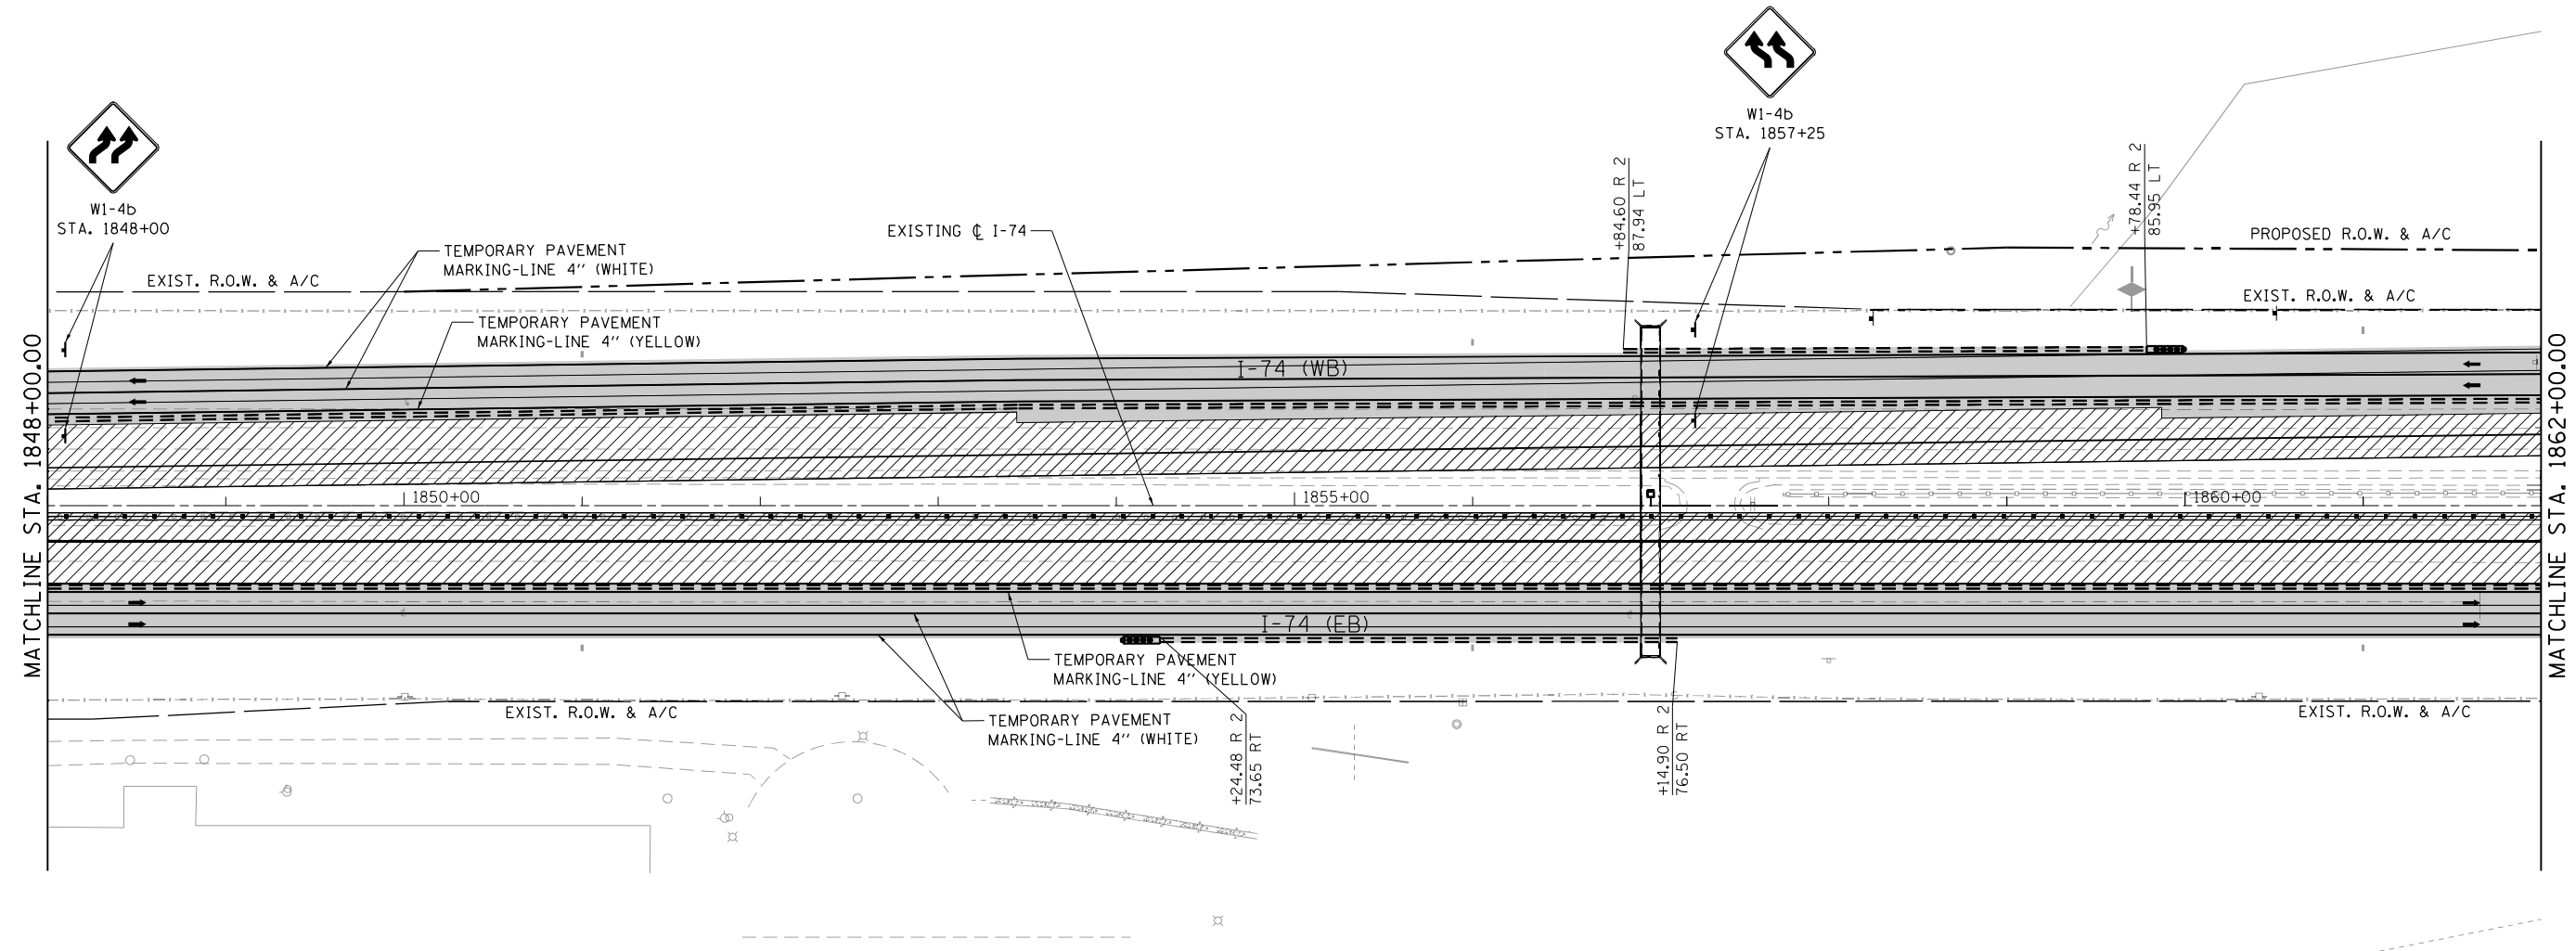 W1-4b
STA. 1857+25
W1-4b
STA. 1848+00
MATCHLINE STA. 1848+00.00
MATCHLINE STA. 1862+00.00
+84.60 R 2
87.94 LT
+78.44 R 2
85.95 LT
EXISTING ℄ I-74
PROPOSED R.O.W. & A/C
TEMPORARY PAVEMENT
MARKING-LINE 4" (WHITE)
EXIST. R.O.W. & A/C
EXIST. R.O.W. & A/C
TEMPORARY PAVEMENT
MARKING-LINE 4" (YELLOW)
I-74 (WB)
1850+00
1855+00
1860+00
I-74 (EB)
TEMPORARY PAVEMENT
MARKING-LINE 4" (YELLOW)
EXIST. R.O.W. & A/C
EXIST. R.O.W. & A/C
TEMPORARY PAVEMENT
MARKING-LINE 4" (WHITE)
+24.48 R 2
73.65 RT
+14.90 R 2
76.50 RT